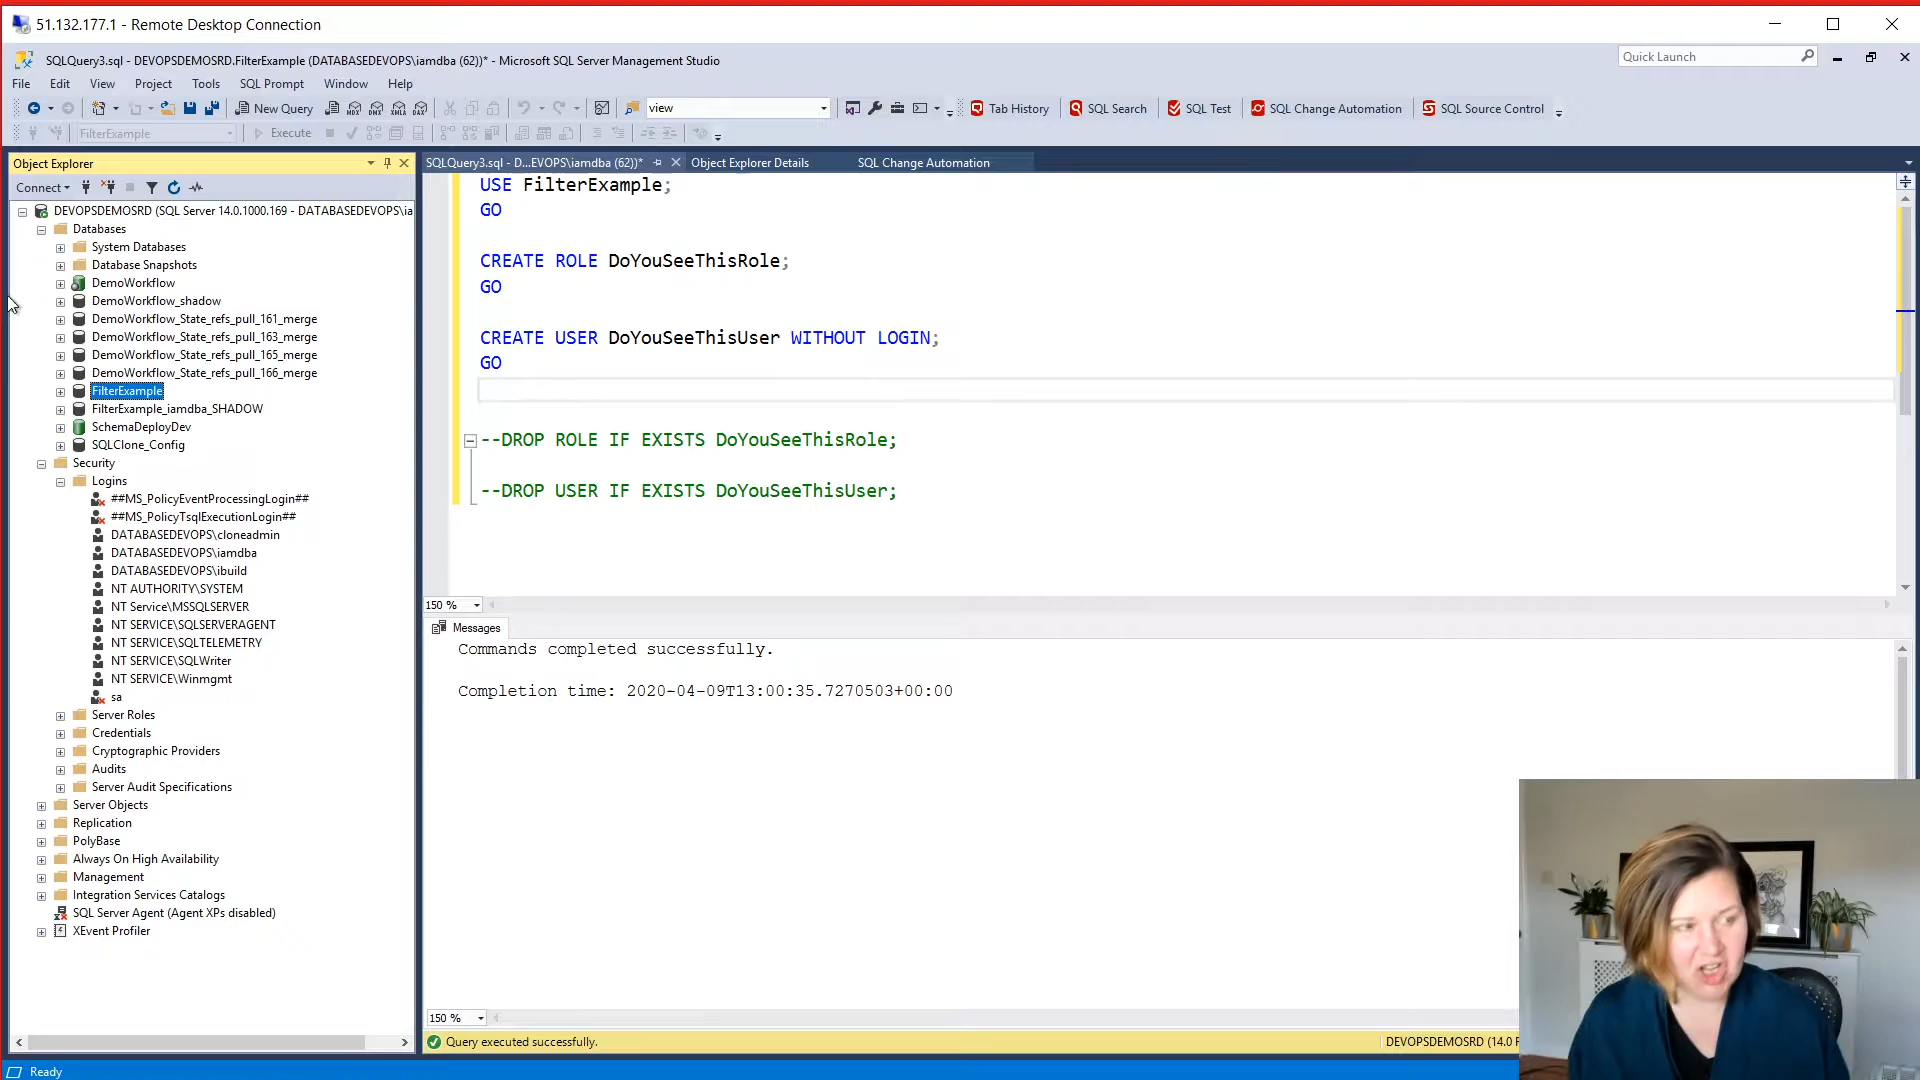 51.132.177.1 - Remote Desktop Connection
SQLQuery3.sql - DEVOPSDEMOSRD.FilterExample (DATABASEDEVOPS\iamdba (62))* - Microsoft SQL Server Management Studio
Quick Launch
File Edit View Project Tools SQL Prompt Window Help
New Query view Tab History SQL Search SQL Test SQL Change Automation SQL Source Control
FilterExample Execute
Object Explorer
SQLQuery3.sql - D...EVOPS\iamdba (62))* Object Explorer Details SQL Change Automation
Connect
DEVOPSDEMOSRD (SQL Server 14.0.1000.169 - DATABASEDEVOPS\ia
Databases
System Databases
Database Snapshots
DemoWorkflow
DemoWorkflow_shadow
DemoWorkflow_State_refs_pull_161_merge
DemoWorkflow_State_refs_pull_163_merge
DemoWorkflow_State_refs_pull_165_merge
DemoWorkflow_State_refs_pull_166_merge
FilterExample
FilterExample_iamdba_SHADOW
SchemaDeployDev
SQLClone_Config
Security
Logins
##MS_PolicyEventProcessingLogin##
##MS_PolicyTsqlExecutionLogin##
DATABASEDEVOPS\cloneadmin
DATABASEDEVOPS\iamdba
DATABASEDEVOPS\ibuild
NT AUTHORITY\SYSTEM
NT Service\MSSQLSERVER
NT SERVICE\SQLSERVERAGENT
NT SERVICE\SQLTELEMETRY
NT SERVICE\SQLWriter
NT SERVICE\Winmgmt
sa
Server Roles
Credentials
Cryptographic Providers
Audits
Server Audit Specifications
Server Objects
Replication
PolyBase
Always On High Availability
Management
Integration Services Catalogs
SQL Server Agent (Agent XPs disabled)
XEvent Profiler
USE FilterExample;
GO
CREATE ROLE DoYouSeeThisRole;
GO
CREATE USER DoYouSeeThisUser WITHOUT LOGIN;
GO
--DROP ROLE IF EXISTS DoYouSeeThisRole;
--DROP USER IF EXISTS DoYouSeeThisUser;
150 %
Messages
Commands completed successfully.
Completion time: 2020-04-09T13:00:35.7270503+00:00
150 %
Query executed successfully. DEVOPSDEMOSRD (14.0 R
Ready